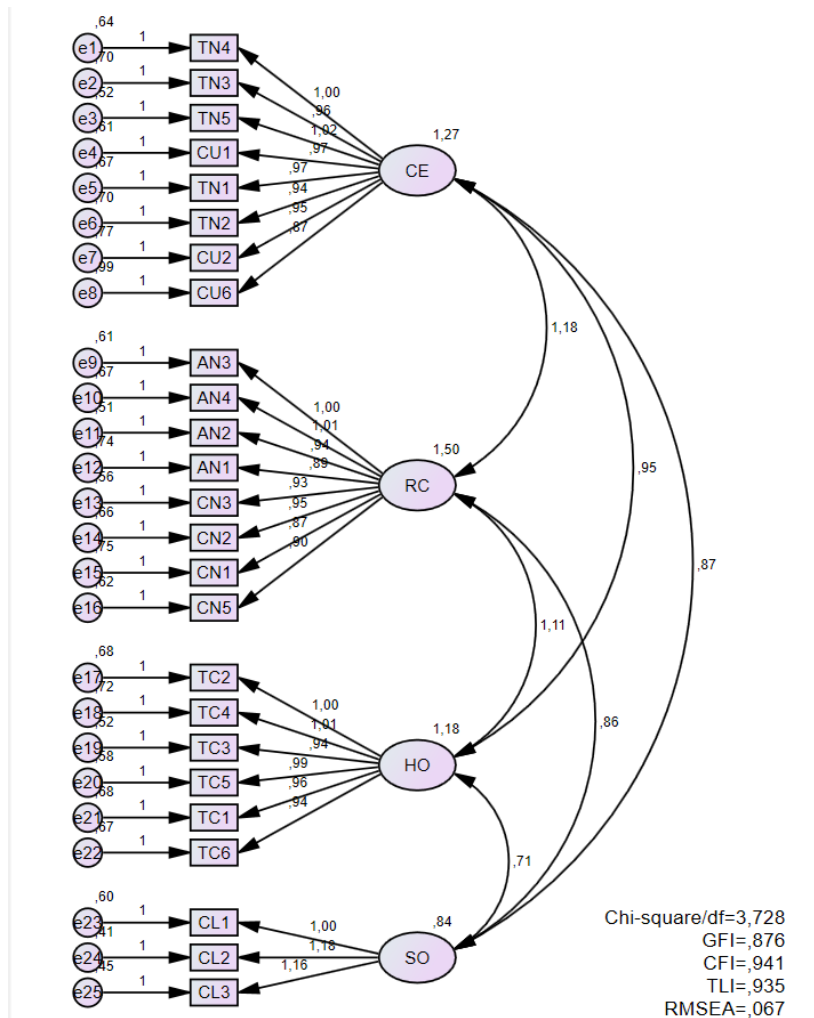 ,64
e1 1 TN4
,70
e2 1 TN3
1,00
,52
e3 1 TN5
,96
,61
1,02
1,27
e4 1 CU1
,97
CE
,67
e5 1 TN1
,97
,70
e6 1 TN2
,94
,77
e7 1 CU2
,95
,99
e8 1 CU6
,87
1,18
,61
e9 1 AN3
,67
e10 1 AN4
1,00
,51
e11 1 AN2
1,01
,74
,94
1,50
e12 1 AN1
,89
,95
RC
,56
e13 1 CN3
,93
,66
e14 1 CN2
,95
,75
e15 1 CN1
,87
,62
e16 1 CN5
,90
,87
1,11
,68
e17 1 TC2
,72
e18 1 TC4
1,00
,86
,52
1,01
1,18
e19 1 TC3
,94
HO
,58
e20 1 TC5
,99
,68
e21 1 TC1
,96
,67
e22 1 TC6
,94
,71
,60
e23 1 CL1
1,00
,84
,41
e24 1 CL2
1,18
SO
,45
e25 1 CL3
1,16
Chi-square/df=3,728
GFI=,876
CFI=,941
TLI=,935
RMSEA=,067